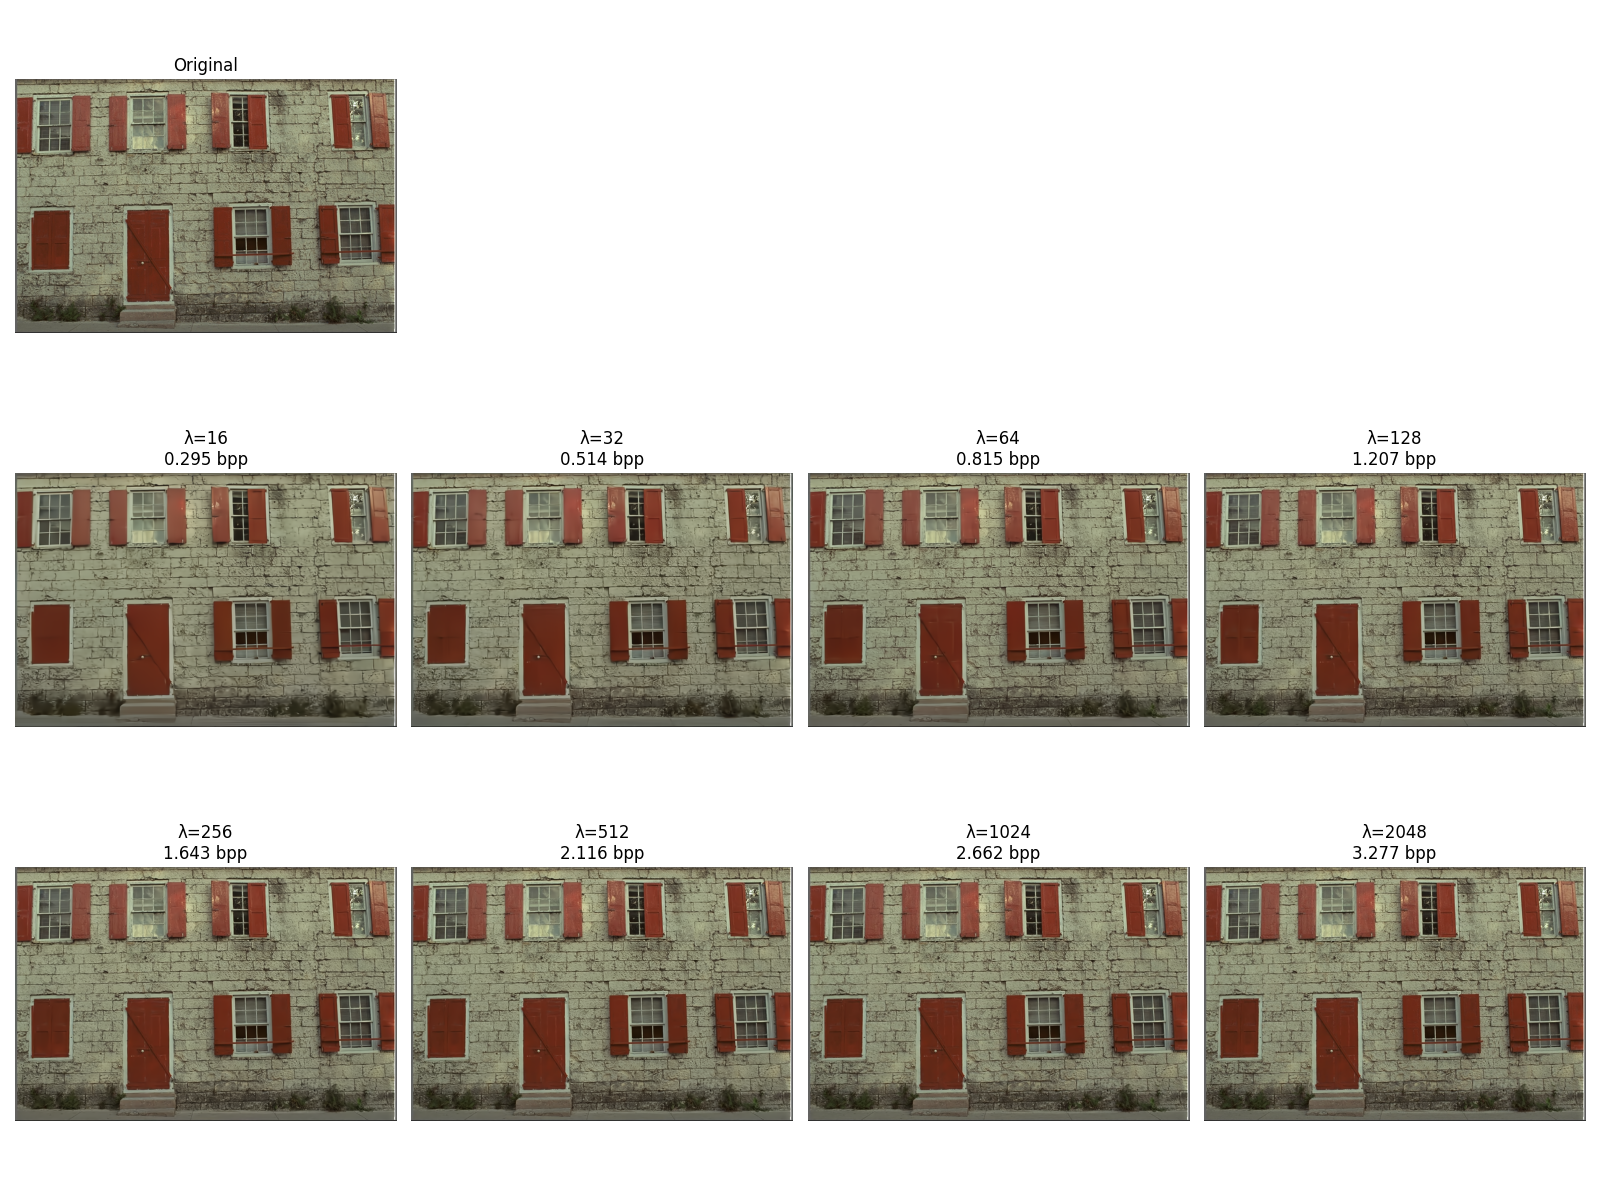 Original
λ=16
0.295 bpp
λ=32
0.514 bpp
λ=64
0.815 bpp
λ=128
1.207 bpp
λ=256
1.643 bpp
λ=512
2.116 bpp
λ=1024
2.662 bpp
λ=2048
3.277 bpp